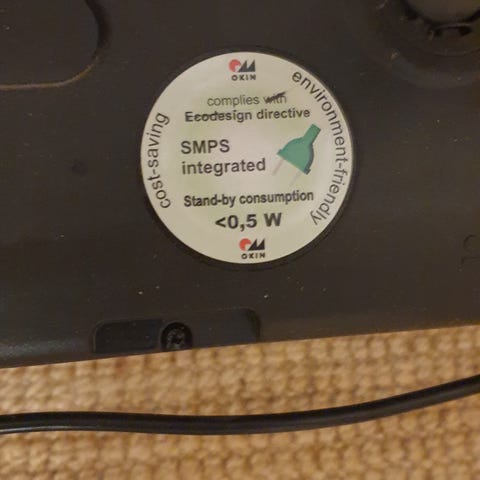 OKIN
complies with
Ecodesign directive
cost-saving
environment-friendly
SMPS
integrated
Stand-by consumption
<0,5 W
OKIN